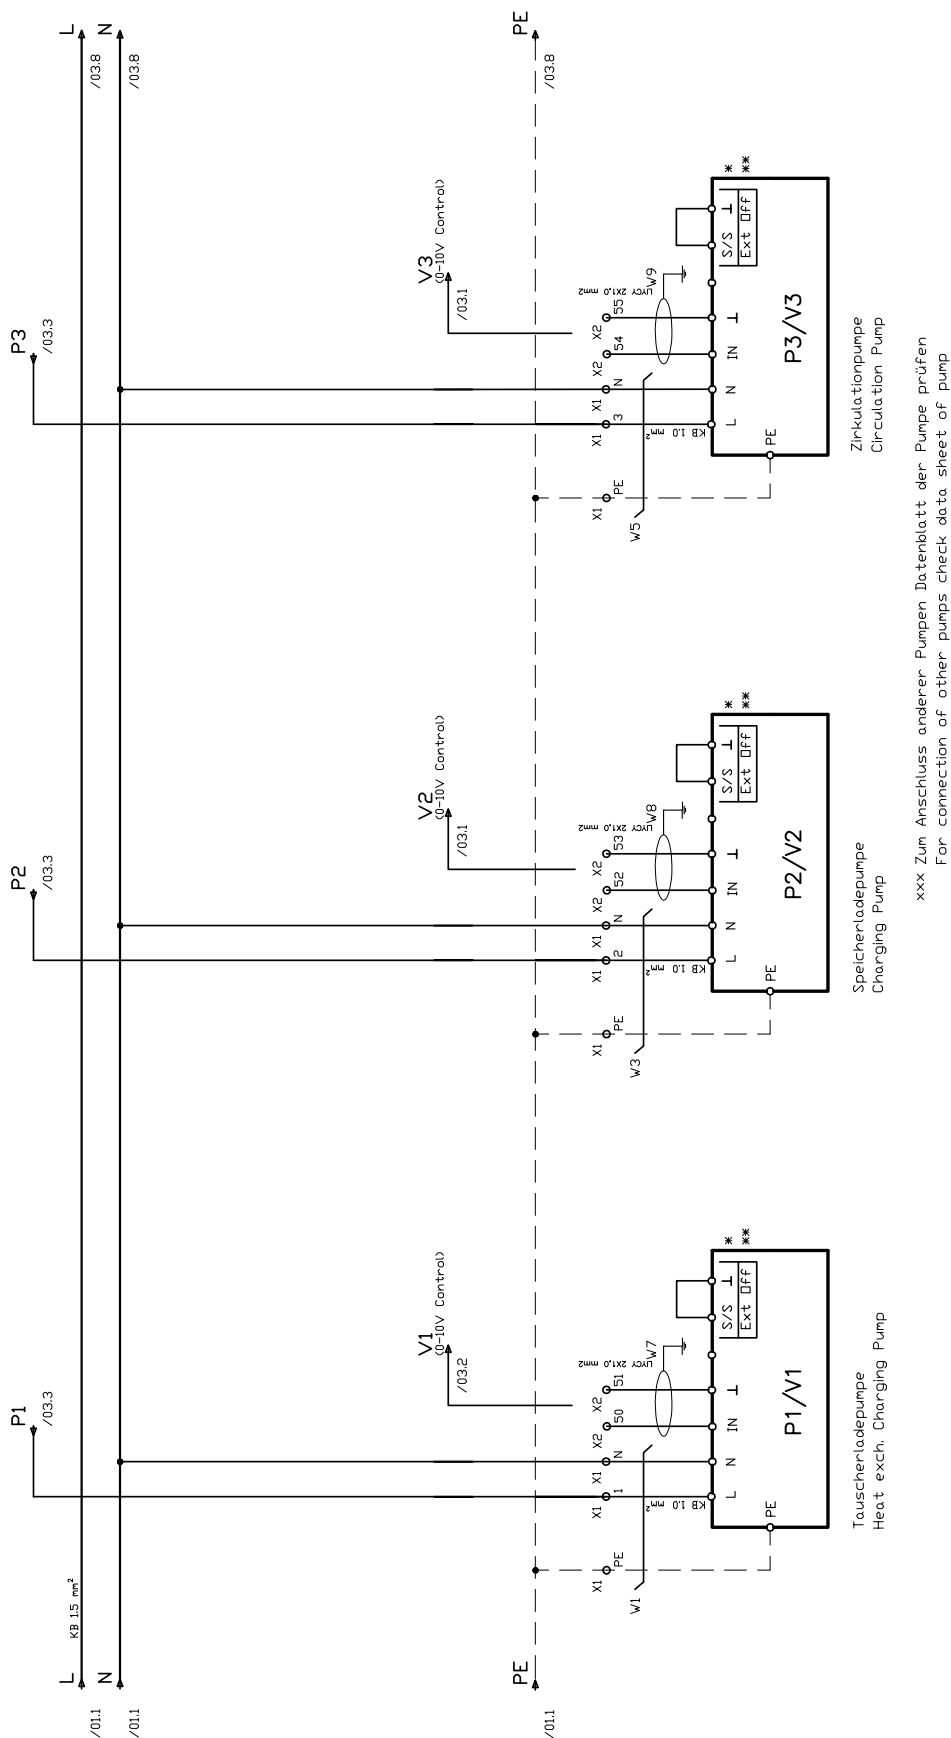 L
N
PE
/01.1
/01.1
/01.1
KB 1.5 mm²
P1
/03.3
V1
(0-10V Control)
/03.2
X1
PE
X1
1
X1
N
X2
50
X2
51
W1
KB 1.0 mm²
LIYCY 2X1,0 mm2
W7
PE
L
N
IN
⊥
S/S ⊥
Ext Off
*
**
P1/V1
Tauscherladepumpe
Heat exch. Charging Pump
P2
/03.3
V2
(0-10V Control)
/03.1
X1
PE
X1
2
X1
N
X2
52
X2
53
W3
KB 1.0 mm²
LIYCY 2X1,0 mm2
W8
PE
L
N
IN
⊥
S/S ⊥
Ext Off
*
**
P2/V2
Speicherladepumpe
Charging Pump
P3
/03.3
V3
(0-10V Control)
/03.1
X1
PE
X1
3
X1
N
X2
54
X2
55
W5
KB 1.0 mm²
LIYCY 2X1,0 mm2
W9
PE
L
N
IN
⊥
S/S ⊥
Ext Off
*
**
P3/V3
Zirkulationpumpe
Circulation Pump
L
N
PE
/03.8
/03.8
/03.8
xxx Zum Anschluss anderer Pumpen Datenblatt der Pumpe prüfen
For connection of other pumps check data sheet of pump